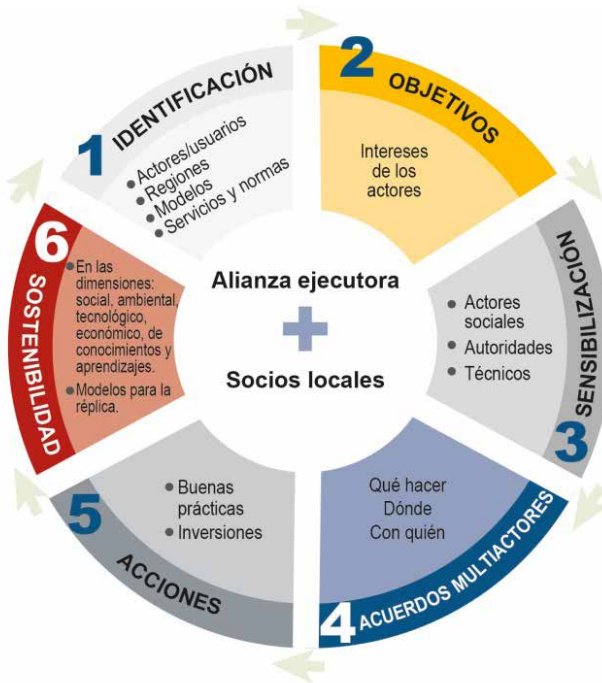 1 IDENTIFICACIÓN
• Actores/usuarios
• Regiones
• Modelos
• Servicios y normas
2 OBJETIVOS
Intereses
de los
actores
3 SENSIBILIZACIÓN
• Actores
sociales
• Autoridades
• Técnicos
4 ACUERDOS MULTIACTORES
Qué hacer
Dónde
Con quién
5 ACCIONES
• Buenas
prácticas
• Inversiones
6 SOSTENIBILIDAD
• En las
dimensiones:
social, ambiental,
tecnológico,
económico, de
conocimientos y
aprendizajes.
• Modelos para la
réplica.
Alianza ejecutora
+
Socios locales